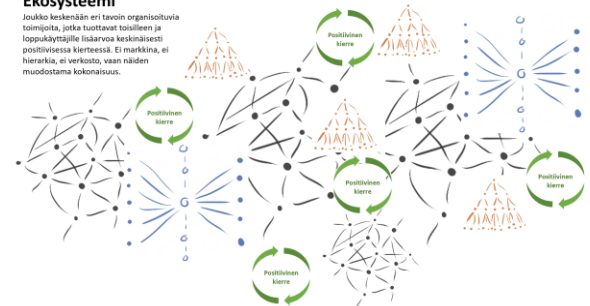 Ekosysteemi
Joukko keskenään eri tavoin organisoituvia
toimijoita, jotka tuottavat toisilleen ja
loppukäyttäjille lisäarvoa keskinäisesti
positiivisessa kierteessä. Ei markkina, ei
hierarkia, ei verkosto, vaan näiden
muodostama kokonaisuus.
Positiivinen
kierre
Positiivinen
kierre
Positiivinen
kierre
Positiivinen
kierre
Positiivinen
kierre